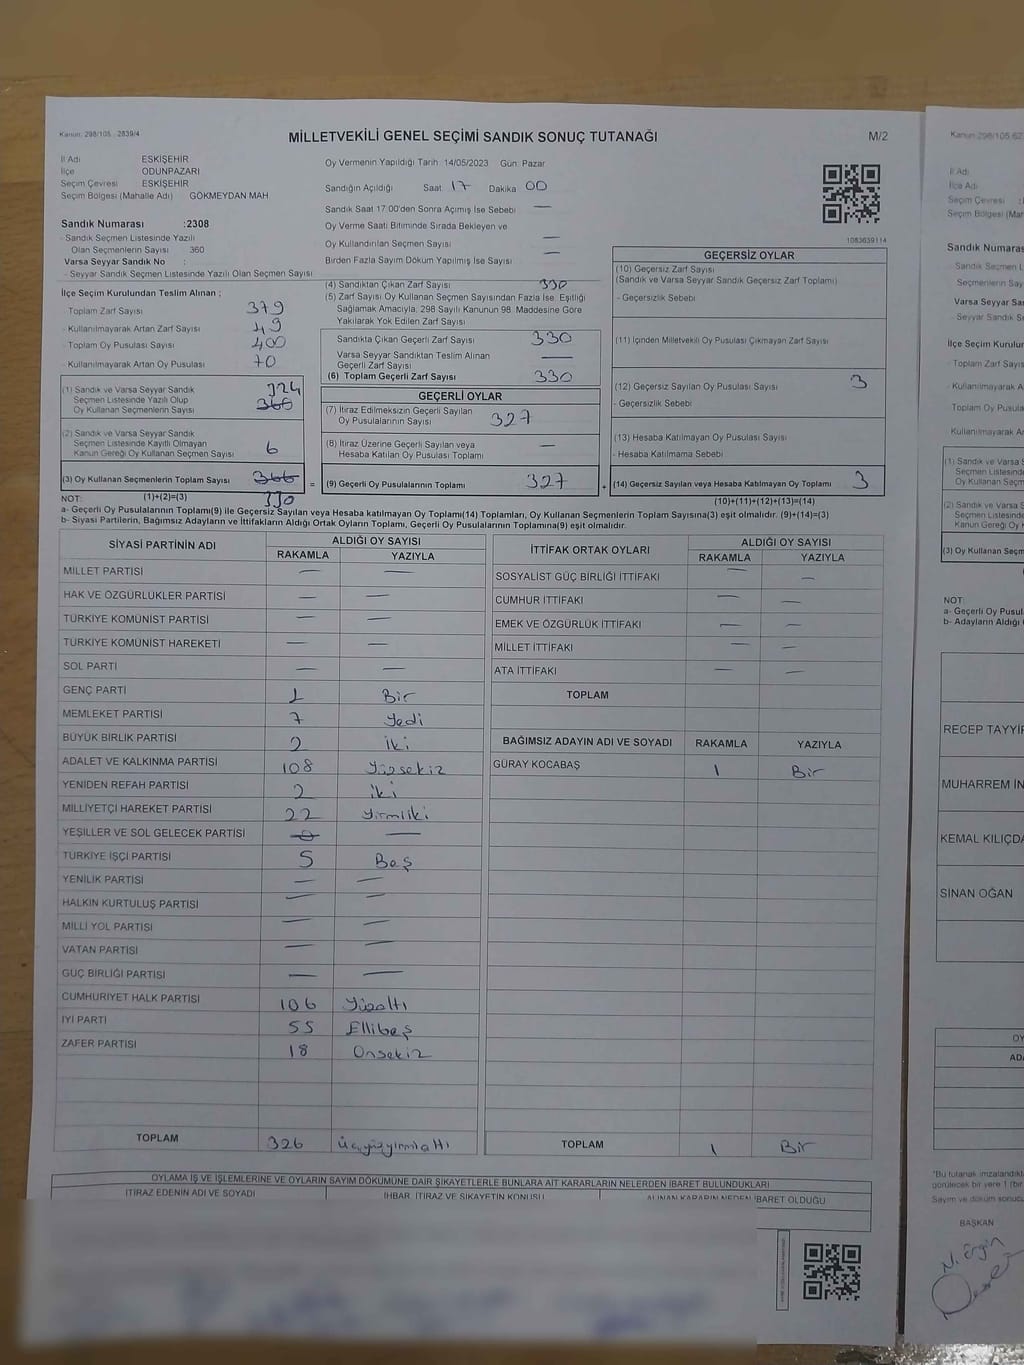 Kanun: 298/105 - 2839/4
MİLLETVEKİLİ GENEL SEÇİMİ SANDIK SONUÇ TUTANAĞI
M/2
İl Adı ESKİŞEHİR
İlçe ODUNPAZARI
Seçim Çevresi ESKİŞEHİR
Seçim Bölgesi (Mahalle Adı) GÖKMEYDAN MAH
Sandık Numarası :2308
- Sandık Seçmen Listesinde Yazılı
Olan Seçmenlerin Sayısı 360
Varsa Seyyar Sandık No :
- Seyyar Sandık Seçmen Listesinde Yazılı Olan Seçmen Sayısı
Oy Vermenin Yapıldığı Tarih: 14/05/2023 Gün: Pazar
Sandığın Açıldığı Saat 17 Dakika 00
Sandık Saat 17:00'den Sonra Açımış İse Sebebi —
Oy Verme Saati Bitiminde Sırada Bekleyen ve
Oy Kullandırılan Seçmen Sayısı —
Birden Fazla Sayım Döküm Yapılmış İse Sayısı —
1083639114
İlçe Seçim Kurulundan Teslim Alınan ;
- Toplam Zarf Sayısı 379
- Kullanılmayarak Artan Zarf Sayısı 49
- Toplam Oy Pusulası Sayısı 400
- Kullanılmayarak Artan Oy Pusulası 70
(1) Sandık ve Varsa Seyyar Sandık 324
Seçmen Listesinde Yazılı Olup
Oy Kullanan Seçmenlerin Sayısı 360
(2) Sandık ve Varsa Seyyar Sandık
Seçmen Listesinde Kayıtlı Olmayan
Kanun Gereği Oy Kullanan Seçmen Sayısı 6
(3) Oy Kullanan Seçmenlerin Toplam Sayısı 366
(4) Sandıktan Çıkan Zarf Sayısı 330
(5) Zarf Sayısı Oy Kullanan Seçmen Sayısından Fazla İse, Eşitliği
Sağlamak Amacıyla, 298 Sayılı Kanunun 98. Maddesine Göre
Yakılarak Yok Edilen Zarf Sayısı
Sandıkta Çıkan Geçerli Zarf Sayısı 330
Varsa Seyyar Sandıktan Teslim Alınan
Geçerli Zarf Sayısı —
(6) Toplam Geçerli Zarf Sayısı 330
GEÇERLİ OYLAR
(7) İtiraz Edilmeksizin Geçerli Sayılan
Oy Pusulalarının Sayısı 327
(8) İtiraz Üzerine Geçerli Sayılan veya
Hesaba Katılan Oy Pusulası Toplamı —
= (9) Geçerli Oy Pusulalarının Toplamı 327
GEÇERSİZ OYLAR
(10) Geçersiz Zarf Sayısı
(Sandık ve Varsa Seyyar Sandık Geçersiz Zarf Toplamı)
- Geçersizlik Sebebi
(11) İçinden Milletvekili Oy Pusulası Çıkmayan Zarf Sayısı
(12) Geçersiz Sayılan Oy Pusulası Sayısı 3
- Geçersizlik Sebebi
(13) Hesaba Katılmayan Oy Pusulası Sayısı
- Hesaba Katılmama Sebebi
+ (14) Geçersiz Sayılan veya Hesaba Katılmayan Oy Toplamı 3
NOT: (1)+(2)=(3) 330 (10)+(11)+(12)+(13)=(14)
a- Geçerli Oy Pusulalarının Toplamı(9) ile Geçersiz Sayılan veya Hesaba katılmayan Oy Toplamı(14) Toplamları, Oy Kullanan Seçmenlerin Toplam Sayısına(3) eşit olmalıdır. (9)+(14)=(3)
b- Siyasi Partilerin, Bağımsız Adayların ve İttifakların Aldığı Ortak Oyların Toplamı, Geçerli Oy Pusulalarının Toplamına(9) eşit olmalıdır.
SİYASİ PARTİNİN ADI ALDIĞI OY SAYISI
RAKAMLA YAZIYLA
MİLLET PARTİSİ — —
HAK VE ÖZGÜRLÜKLER PARTİSİ — —
TÜRKİYE KOMÜNİST PARTİSİ — —
TÜRKİYE KOMÜNİST HAREKETİ — —
SOL PARTİ — —
GENÇ PARTİ 1 Bir
MEMLEKET PARTİSİ 7 Yedi
BÜYÜK BİRLİK PARTİSİ 2 İki
ADALET VE KALKINMA PARTİSİ 108 Yüzsekiz
YENİDEN REFAH PARTİSİ 2 iki
MİLLİYETÇİ HAREKET PARTİSİ 22 Yirmiiki
YEŞİLLER VE SOL GELECEK PARTİSİ 0 —
TÜRKİYE İŞÇİ PARTİSİ 5 Beş
YENİLİK PARTİSİ — —
HALKIN KURTULUŞ PARTİSİ — —
MİLLİ YOL PARTİSİ — —
VATAN PARTİSİ — —
GÜÇ BİRLİĞİ PARTİSİ — —
CUMHURİYET HALK PARTİSİ 106 Yüzaltı
İYİ PARTİ 55 Ellibeş
ZAFER PARTİSİ 18 Onsekiz
TOPLAM 326 Üçyüzyirmialtı
İTTİFAK ORTAK OYLARI ALDIĞI OY SAYISI
RAKAMLA YAZIYLA
SOSYALİST GÜÇ BİRLİĞİ İTTİFAKI — —
CUMHUR İTTİFAKI — —
EMEK VE ÖZGÜRLÜK İTTİFAKI — —
MİLLET İTTİFAKI — —
ATA İTTİFAKI — —
TOPLAM
BAĞIMSIZ ADAYIN ADI VE SOYADI RAKAMLA YAZIYLA
GÜRAY KOCABAŞ 1 Bir
TOPLAM 1 Bir
OYLAMA İŞ VE İŞLEMLERİNE VE OYLARIN SAYIM DÖKÜMÜNE DAİR ŞİKAYETLERLE BUNLARA AİT KARARLARIN NELERDEN İBARET BULUNDUKLARI
İTİRAZ EDENİN ADI VE SOYADI İHBAR, İTİRAZ VE ŞİKAYETİN KONUSU ALINAN KARARIN NEDEN İBARET OLDUĞU
Kanun 298/105
İl Adı
İlçe Adı
Seçim Çevresi
Seçim Bölgesi (Mahalle Adı)
Sandık Numaras
- Sandık Seçmen L
Seçmenlerin Say
Varsa Seyyar San
- Seyyar Sandık S
İlçe Seçim Kurulun
- Toplam Zarf Sayıs
- Kullanılmayarak A
Toplam Oy Pusul
- Kullanılmayarak Ar
(1) Sandık ve Varsa
Seçmen Listesinde
Oy Kullanan Seçm
(2) Sandık ve Varsa
Seçmen Listesinde
Kanun Gereği Oy
(3) Oy Kullanan Seçm
NOT:
a- Geçerli Oy Pusul
b- Adayların Aldığı
RECEP TAYYİP
MUHARREM İN
KEMAL KILIÇDA
SİNAN OĞAN
OY
ADI
"Bu tutanak imzalandıkt
görülecek bir yere 1 (bir
Sayım ve döküm sonucu
BAŞKAN
N. Ergin